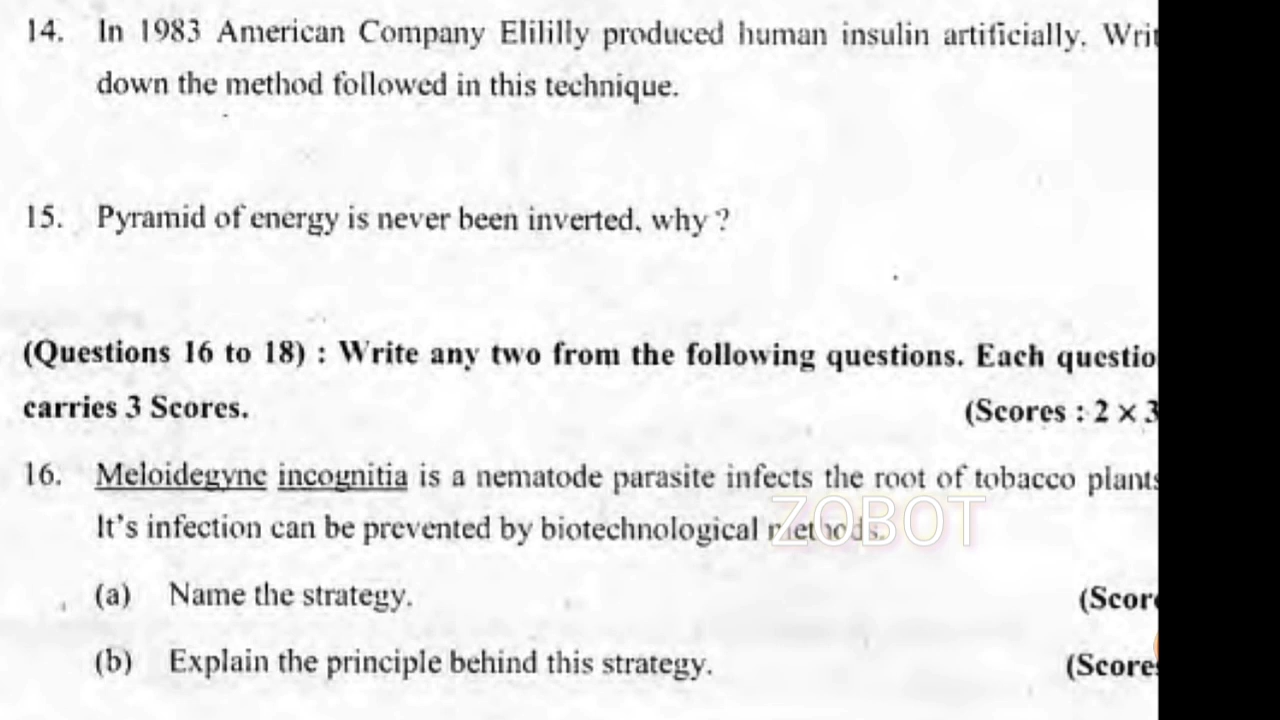 14. In 1983 American Company Elililly produced human insulin artificially. Writ
down the method followed in this technique.
15. Pyramid of energy is never been inverted, why ?
(Questions 16 to 18) : Write any two from the following questions. Each questio
carries 3 Scores. (Scores : 2 × 3
16. Meloidegyne incognitia is a nematode parasite infects the root of tobacco plants
It's infection can be prevented by biotechnological methods.
ZOBOT
(a) Name the strategy. (Score
(b) Explain the principle behind this strategy. (Scores